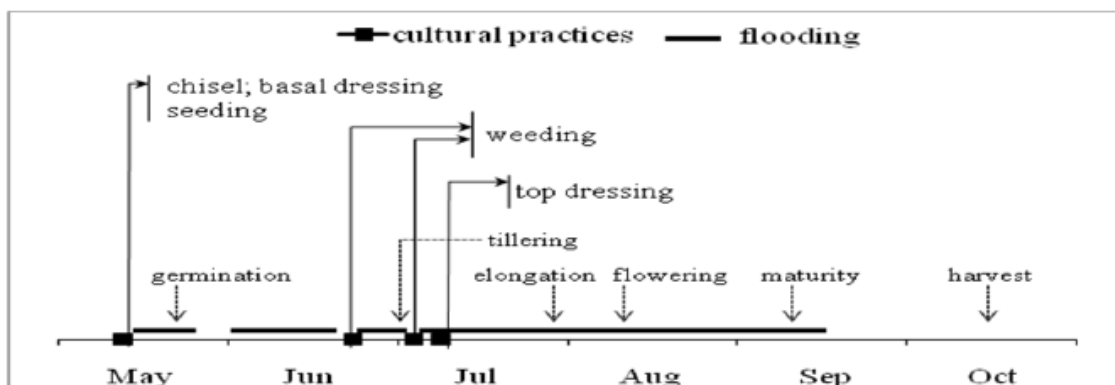 cultural practices flooding
chisel; basal dressing
seeding
weeding
top dressing
tillering
germination elongation flowering maturity harvest
May Jun Jul Aug Sep Oct